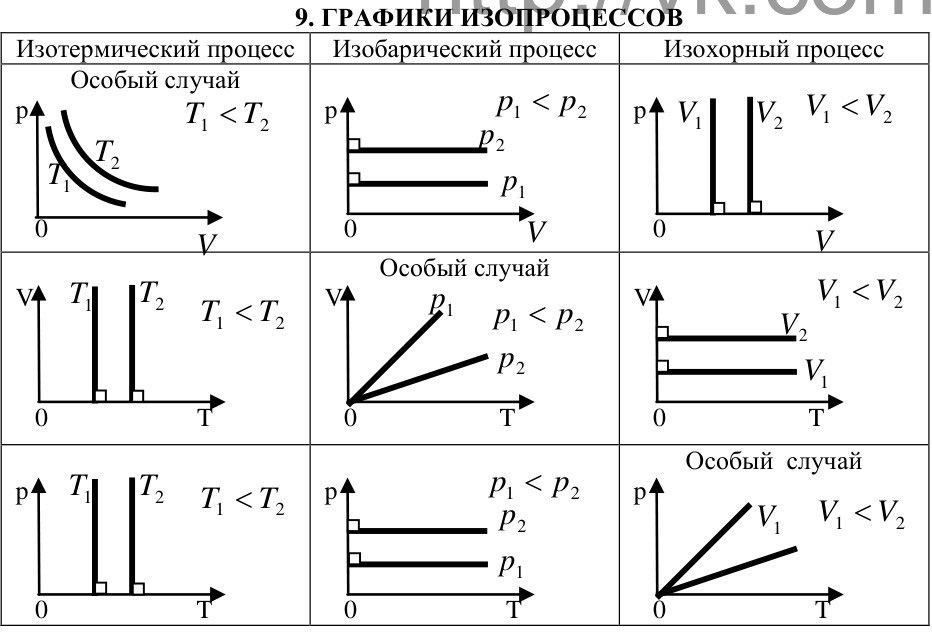 http://vk.com
9. ГРАФИКИ ИЗОПРОЦЕССОВ
Изотермический процесс
Изобарический процесс
Изохорный процесс
Особый случай
p
T₁ < T₂
T₂
T₁
0
V
p
p₁ < p₂
p₂
p₁
0
V
p
V₁
V₂
V₁ < V₂
0
V
V
T₁
T₂
T₁ < T₂
0
T
Особый случай
V
p₁
p₁ < p₂
p₂
0
T
V
V₁ < V₂
V₂
V₁
0
T
p
T₁
T₂
T₁ < T₂
0
T
p
p₁ < p₂
p₂
p₁
0
T
Особый случай
p
V₁
V₁ < V₂
0
T